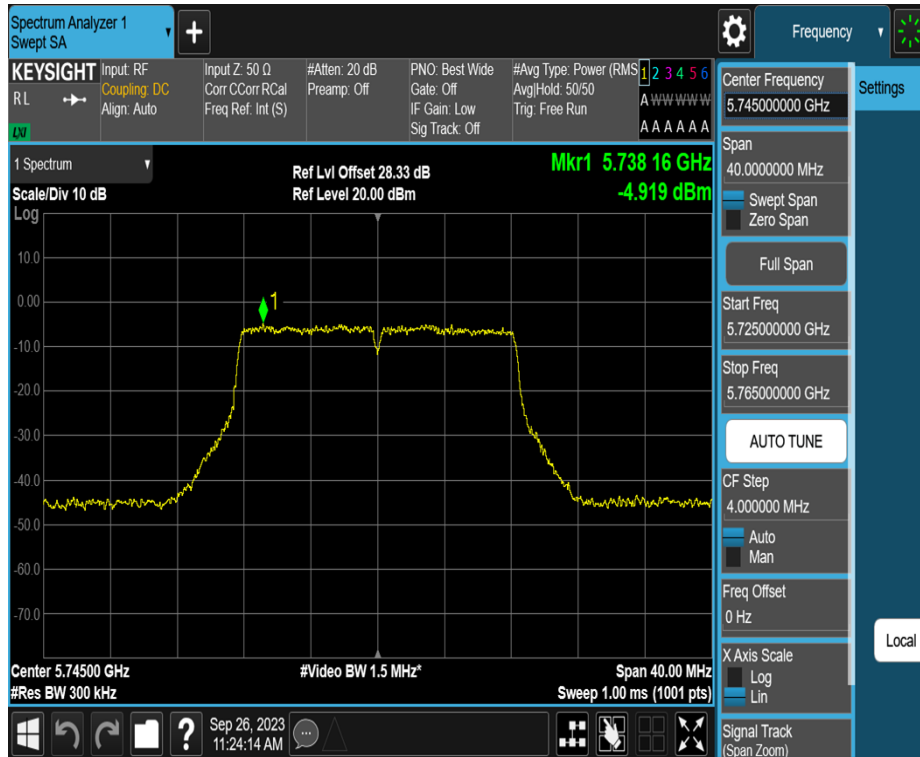 Spectrum Analyzer 1
Swept SA
+
Frequency
KEYSIGHT
R L
LXI
Input: RF
Coupling: DC
Align: Auto
Input Z: 50 Ω
Corr CCorr RCal
Freq Ref: Int (S)
#Atten: 20 dB
Preamp: Off
PNO: Best Wide
Gate: Off
IF Gain: Low
Sig Track: Off
#Avg Type: Power (RMS
Avg|Hold: 50/50
Trig: Free Run
1 2 3 4 5 6
A W W W W W
A A A A A A
1 Spectrum
Scale/Div 10 dB
Log
Ref Lvl Offset 28.33 dB
Ref Level 20.00 dBm
Mkr1 5.738 16 GHz
-4.919 dBm
10.0
0.00
-10.0
-20.0
-30.0
-40.0
-50.0
-60.0
-70.0
1
Center 5.74500 GHz
#Res BW 300 kHz
#Video BW 1.5 MHz*
Span 40.00 MHz
Sweep 1.00 ms (1001 pts)
?
Sep 26, 2023
11:24:14 AM
Center Frequency
5.745000000 GHz
Span
40.0000000 MHz
Swept Span
Zero Span
Full Span
Start Freq
5.725000000 GHz
Stop Freq
5.765000000 GHz
AUTO TUNE
CF Step
4.000000 MHz
Auto
Man
Freq Offset
0 Hz
X Axis Scale
Log
Lin
Signal Track
(Span Zoom)
Settings
Local